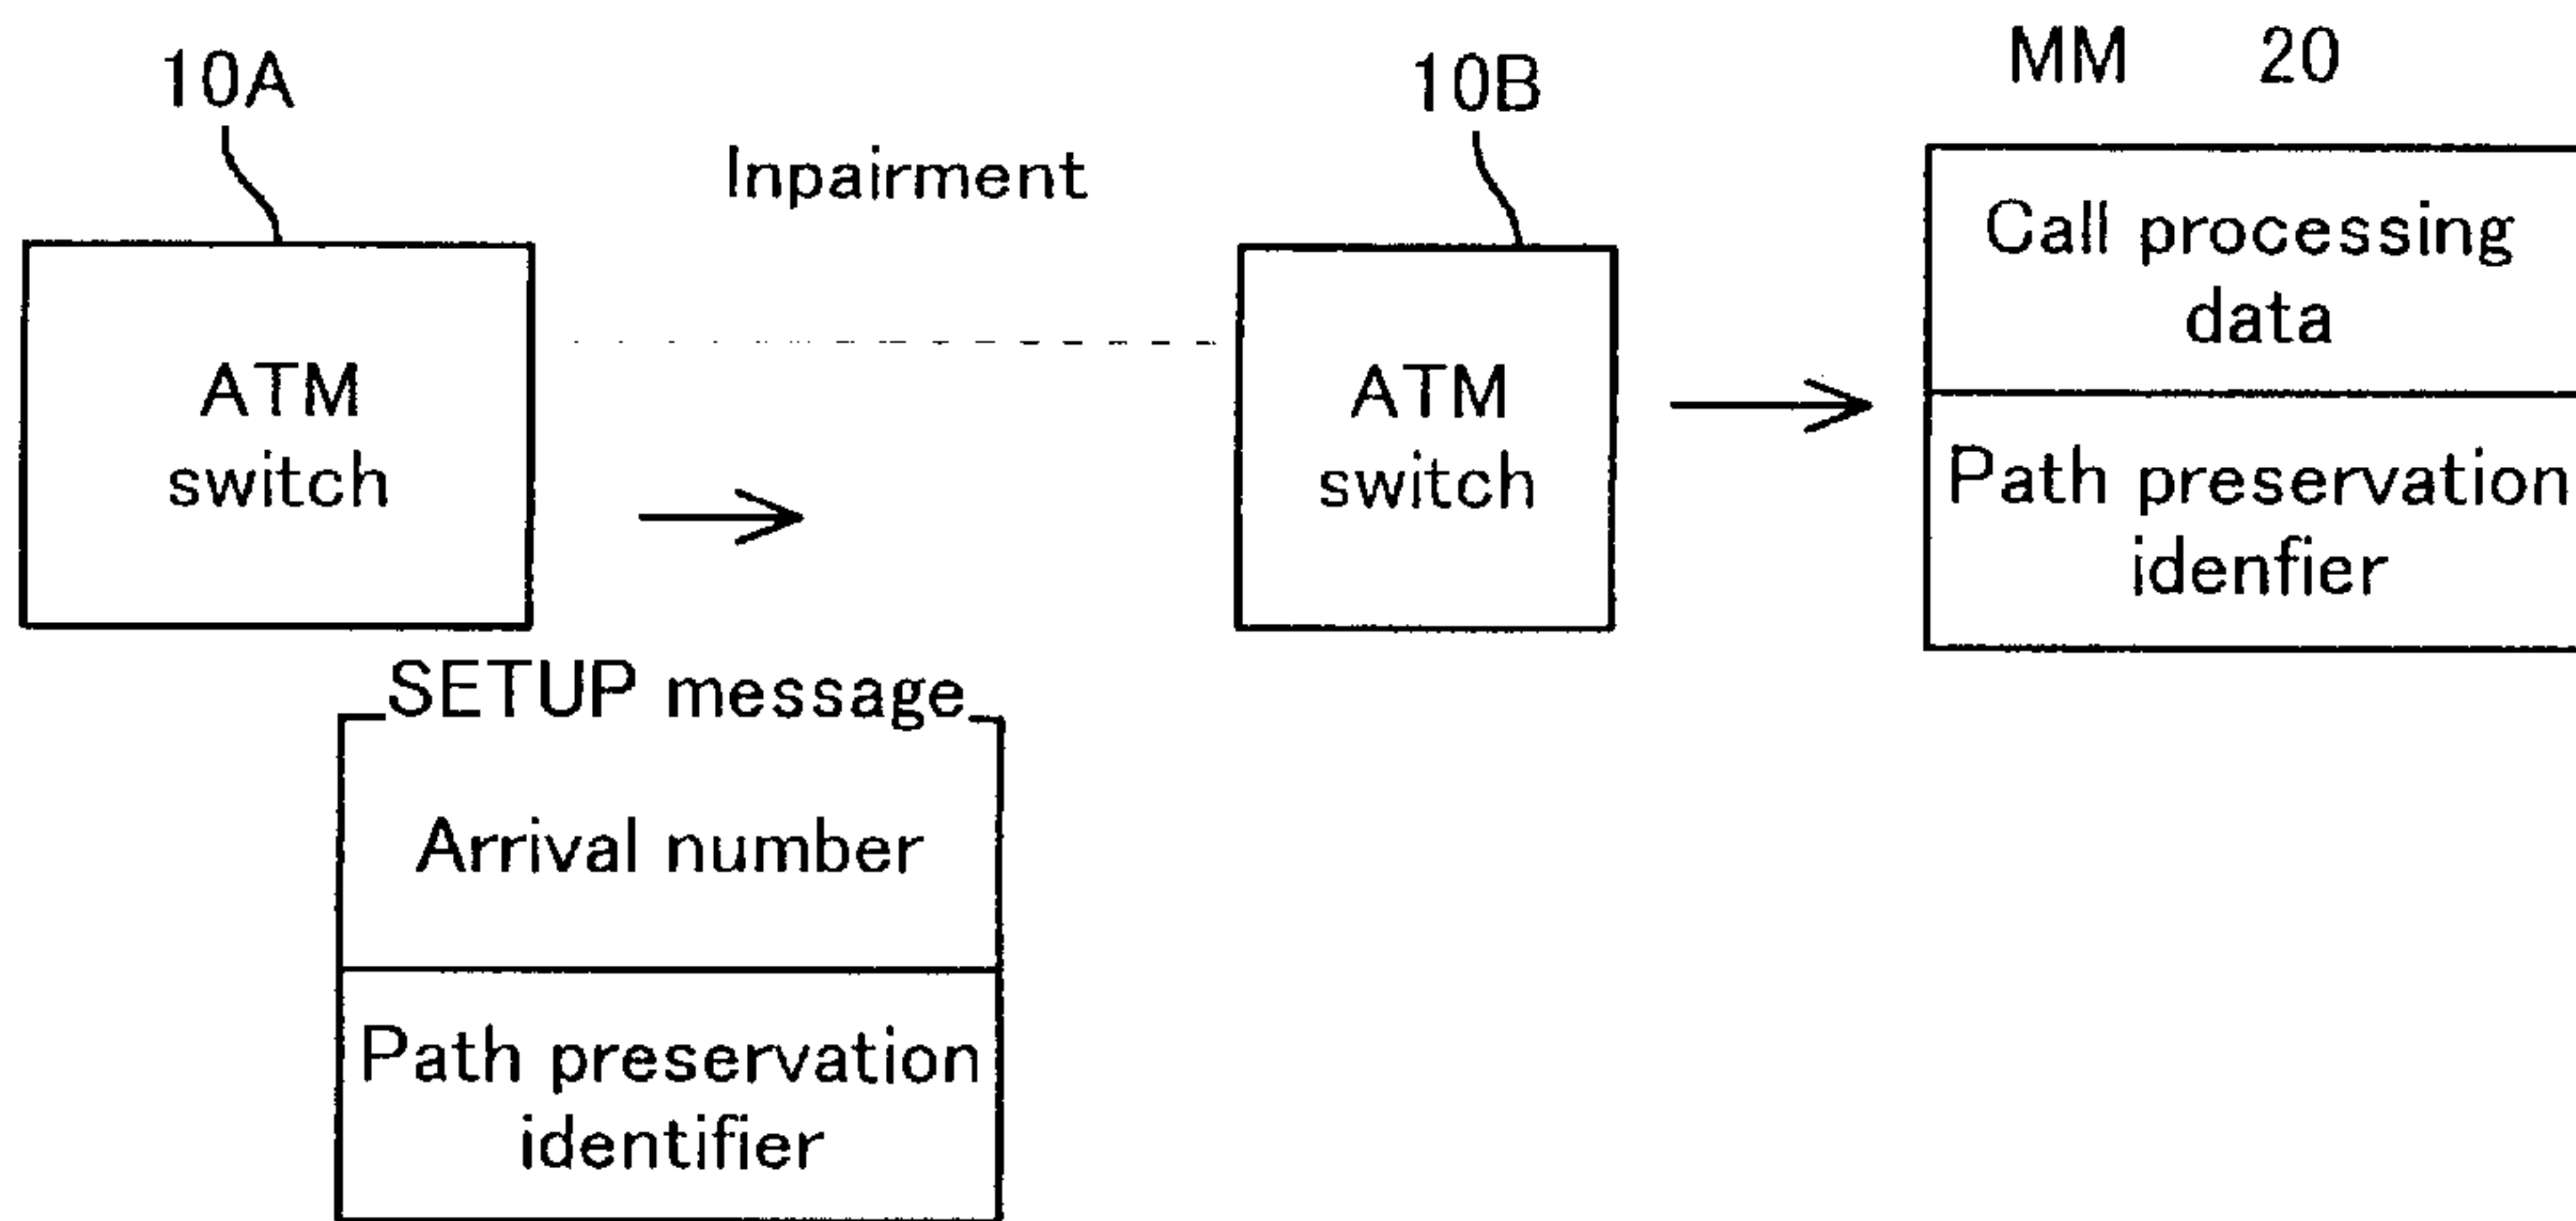 10A
Inpairment
10B
MM 20
ATM
switch
ATM
switch
Call processing
data
Path preservation
idenfier
SETUP message
Arrival number
Path preservation
identifier